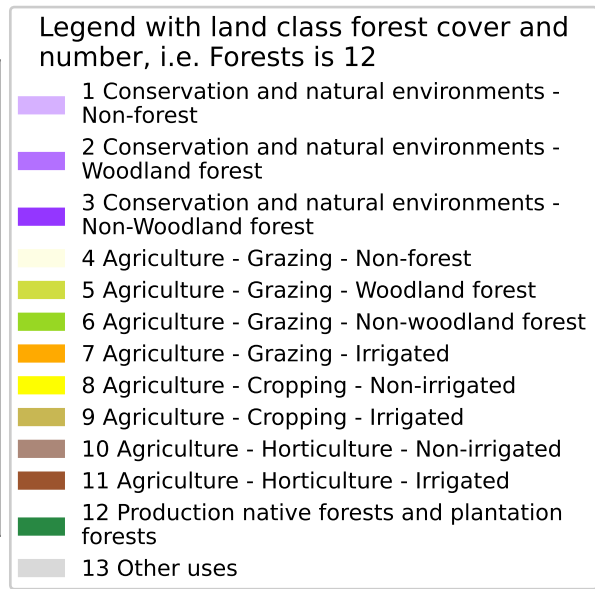 Legend with land class forest cover and
number, i.e. Forests is 12
1 Conservation and natural environments -
Non-forest
2 Conservation and natural environments -
Woodland forest
3 Conservation and natural environments -
Non-Woodland forest
4 Agriculture - Grazing - Non-forest
5 Agriculture - Grazing - Woodland forest
6 Agriculture - Grazing - Non-woodland forest
7 Agriculture - Grazing - Irrigated
8 Agriculture - Cropping - Non-irrigated
9 Agriculture - Cropping - Irrigated
10 Agriculture - Horticulture - Non-irrigated
11 Agriculture - Horticulture - Irrigated
12 Production native forests and plantation
forests
13 Other uses